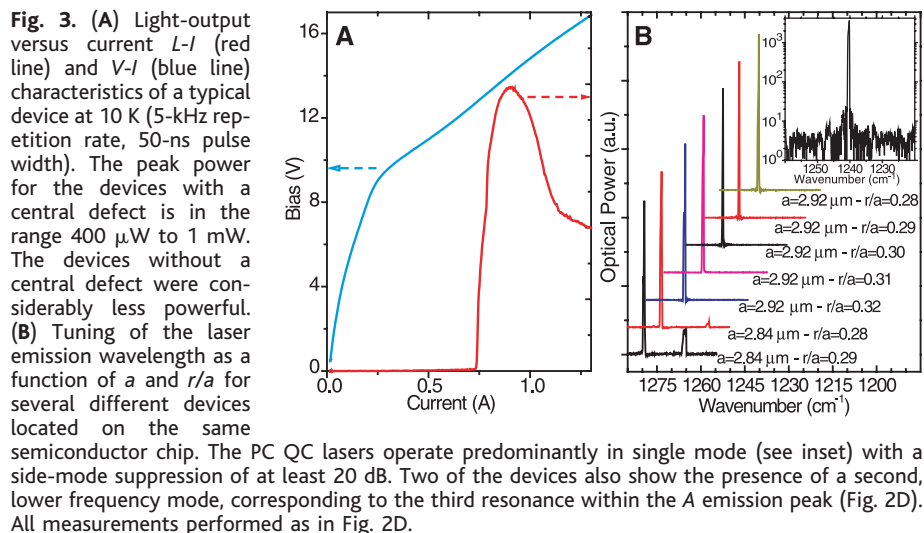 Fig. 3. (A) Light-output
versus current L-I (red
line) and V-I (blue line)
characteristics of a typical
device at 10 K (5-kHz rep-
etition rate, 50-ns pulse
width). The peak power
for the devices with a
central defect is in the
range 400 μW to 1 mW.
The devices without a
central defect were con-
siderably less powerful.
(B) Tuning of the laser
emission wavelength as a
function of a and r/a for
several different devices
located on the same
semiconductor chip. The PC QC lasers operate predominantly in single mode (see inset) with a
side-mode suppression of at least 20 dB. Two of the devices also show the presence of a second,
lower frequency mode, corresponding to the third resonance within the A emission peak (Fig. 2D).
All measurements performed as in Fig. 2D.
A
16
12
8
4
0
Bias (V)
0.0 0.5 1.0
Current (A)
B
Optical Power (a.u.)
10³
10²
10¹
10⁰
1250 1240 1230
Wavenumber (cm⁻¹)
a=2.92 μm - r/a=0.28
a=2.92 μm - r/a=0.29
a=2.92 μm - r/a=0.30
a=2.92 μm - r/a=0.31
a=2.92 μm - r/a=0.32
a=2.84 μm - r/a=0.28
a=2.84 μm - r/a=0.29
1275 1260 1245 1230 1215 1200
Wavenumber (cm⁻¹)